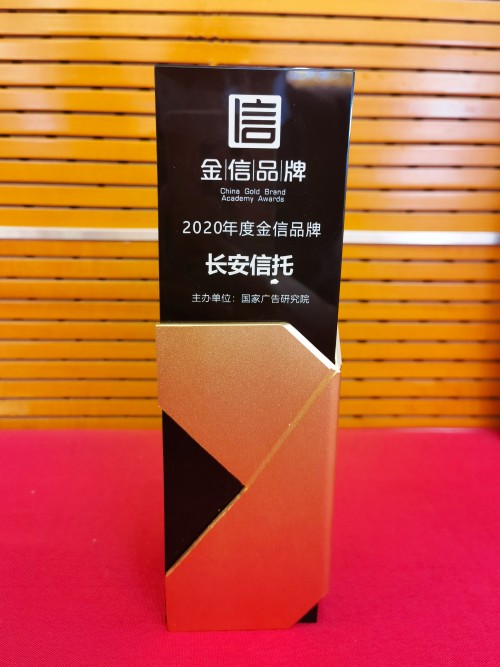 信
金信品牌
China Gold Brand
Academy Awards
2020年度金信品牌
长安信托
主办单位：国家广告研究院